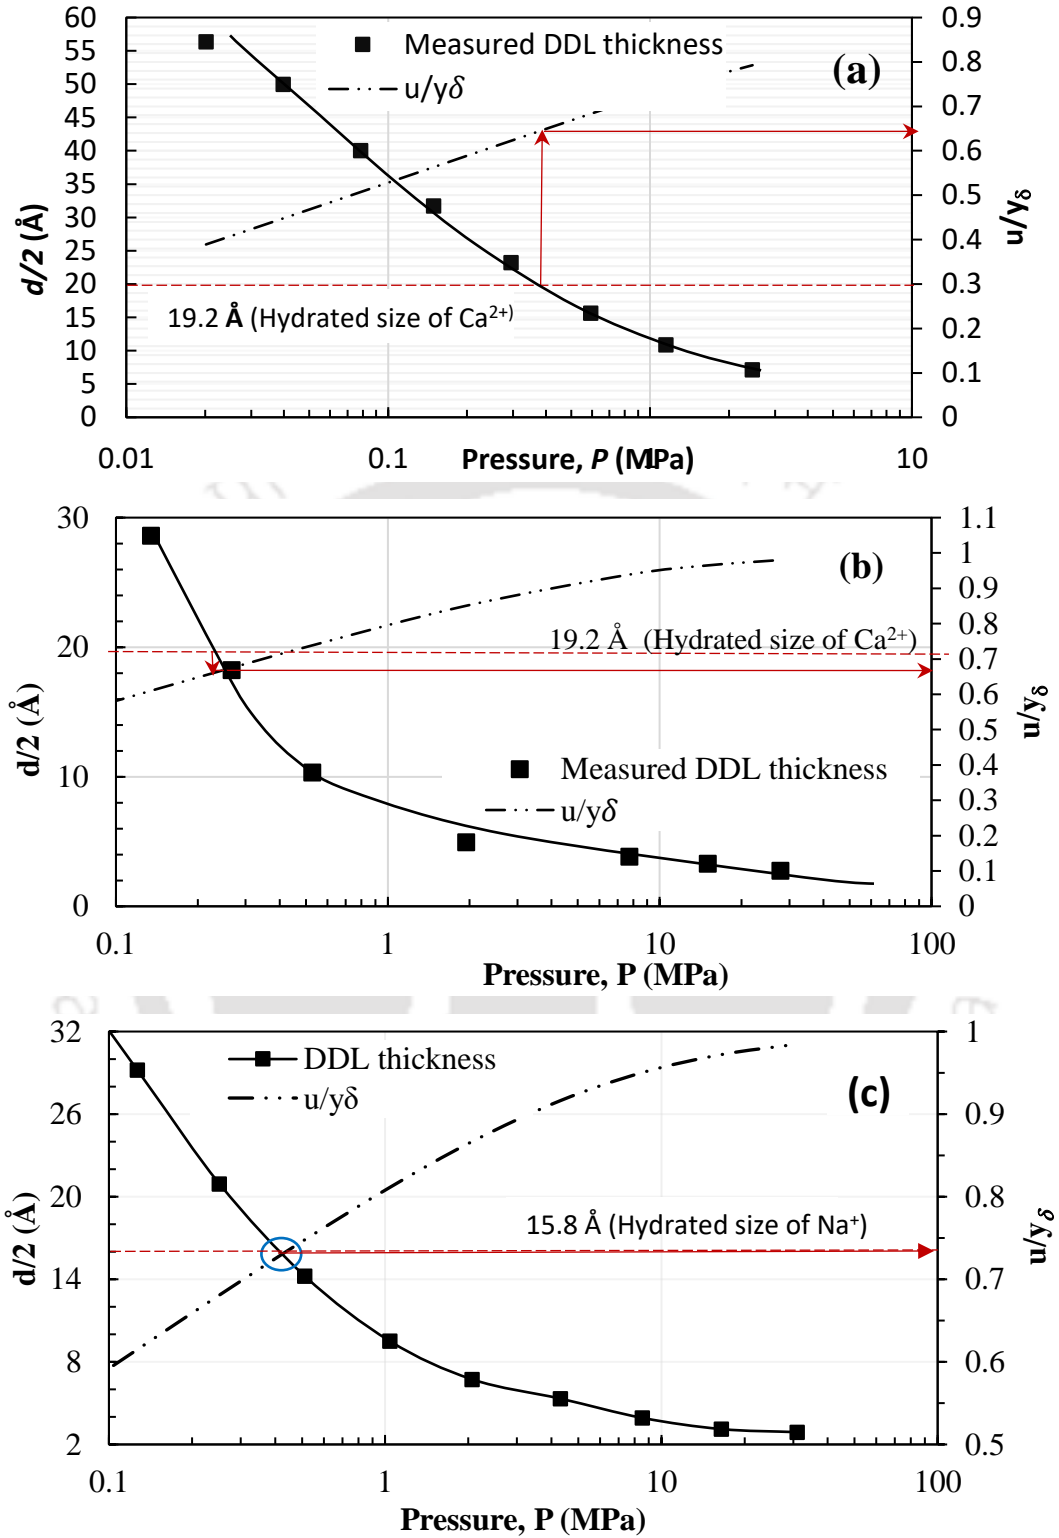 60
55
50
45
40
35
30
25
20
15
10
5
0
d/2 (Å)
Measured DDL thickness
u/yδ
(a)
19.2 Å (Hydrated size of Ca²⁺)
0.9
0.8
0.7
0.6
0.5
0.4
0.3
0.2
0.1
0
u/yδ
0.01 0.1 1 10
Pressure, P (MPa)
30
20
10
0
d/2 (Å)
(b)
19.2 Å (Hydrated size of Ca²⁺)
Measured DDL thickness
u/yδ
1.1
1
0.9
0.8
0.7
0.6
0.5
0.4
0.3
0.2
0.1
0
u/yδ
0.1 1 10 100
Pressure, P (MPa)
32
26
20
14
8
2
d/2 (Å)
DDL thickness
u/yδ
(c)
15.8 Å (Hydrated size of Na⁺)
1
0.9
0.8
0.7
0.6
0.5
u/yδ
0.1 1 10 100
Pressure, P (MPa)